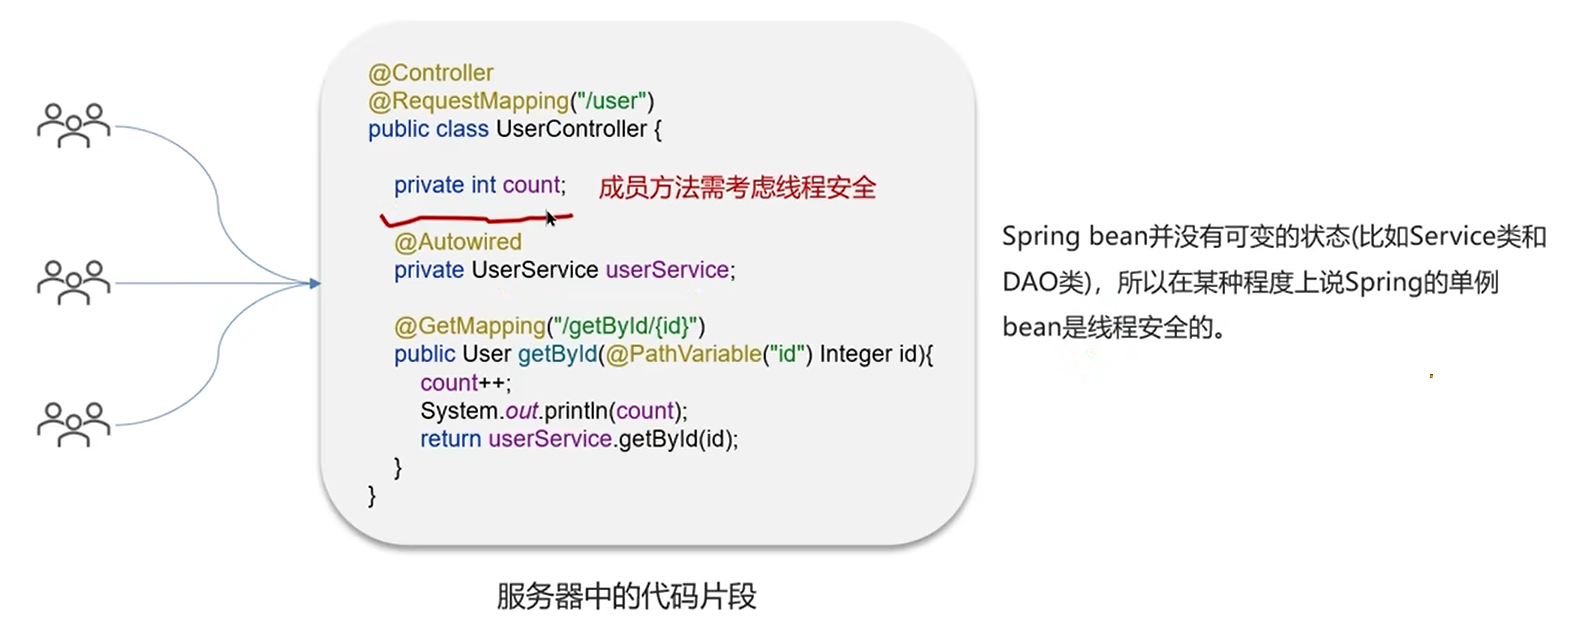 @Controller
@RequestMapping("/user")
public class UserController {
private int count; 成员方法需考虑线程安全
@Autowired
private UserService userService;
@GetMapping("/getById/{id}")
public User getById(@PathVariable("id") Integer id){
count++;
System.out.println(count);
return userService.getById(id);
}
}
Spring bean并没有可变的状态(比如Service类和
DAO类)，所以在某种程度上说Spring的单例
bean是线程安全的。
服务器中的代码片段